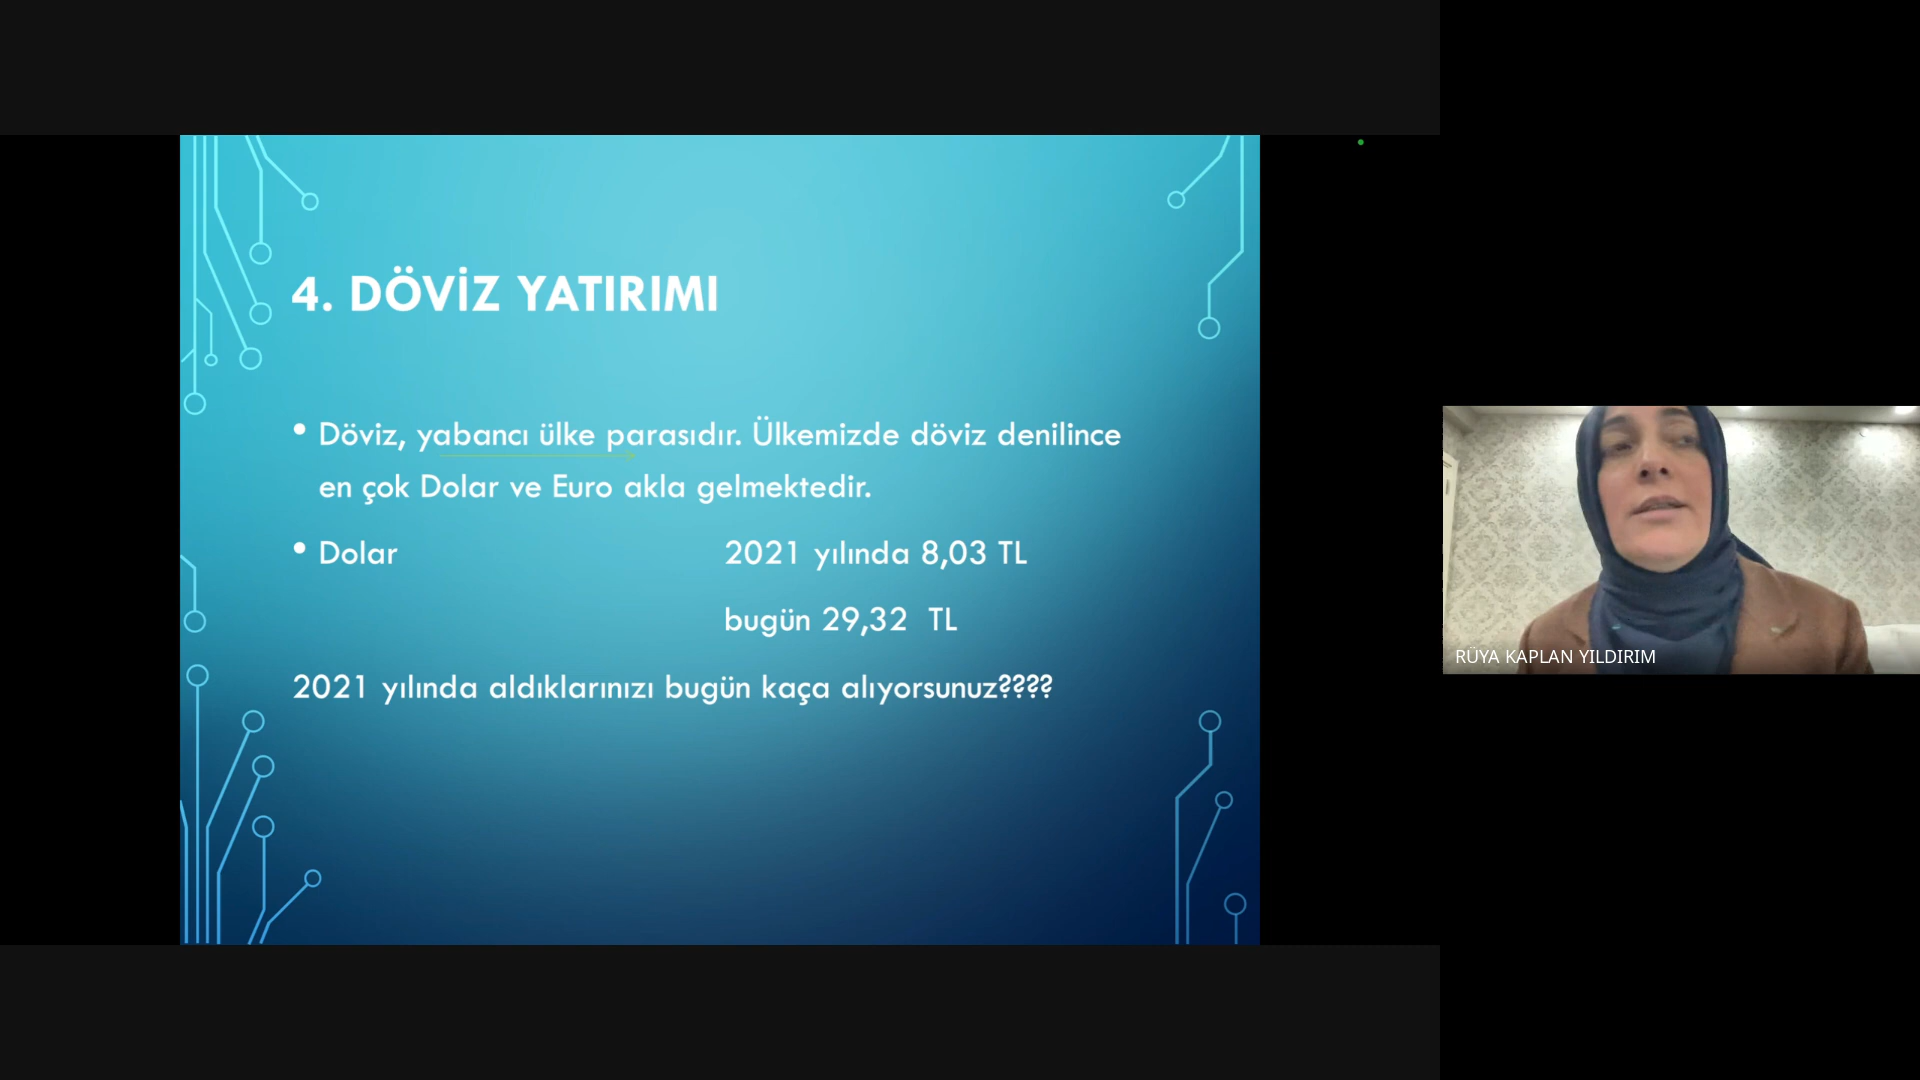 4. DÖVİZ YATIRIMI
• Döviz, yabancı ülke parasıdır. Ülkemizde döviz denilince
en çok Dolar ve Euro akla gelmektedir.
• Dolar 2021 yılında 8,03 TL
bugün 29,32 TL
2021 yılında aldıklarınızı bugün kaça alıyorsunuz????
RÜYA KAPLAN YILDIRIM